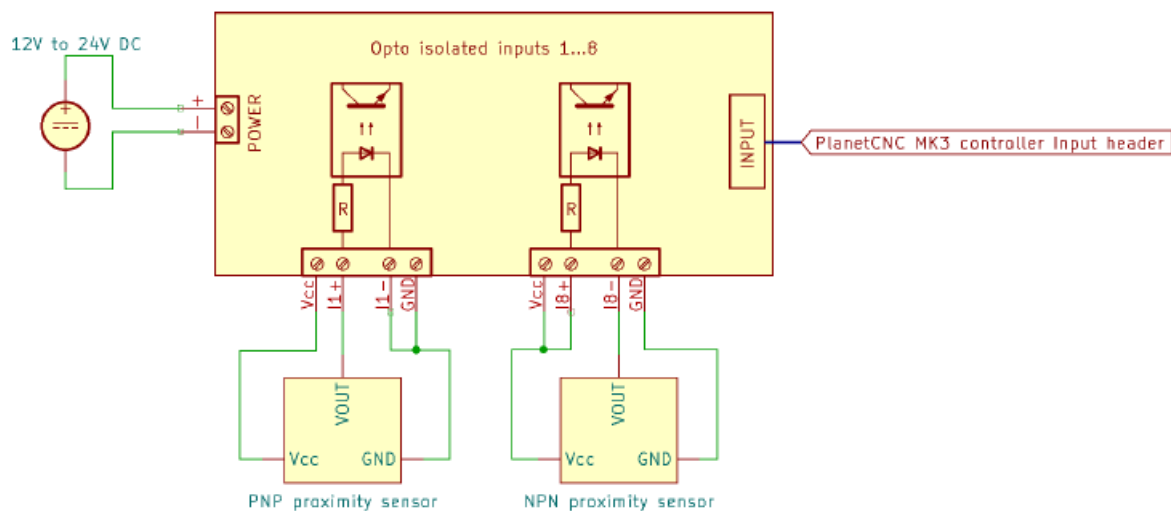 12V to 24V DC
Opto isolated inputs 1...8
+
-
POWER
INPUT
PlanetCNC MK3 controller Input header
R
R
Vcc
I1+
I1-
GND
Vcc
I8+
I8-
GND
VOUT
Vcc
GND
VOUT
Vcc
GND
PNP proximity sensor
NPN proximity sensor